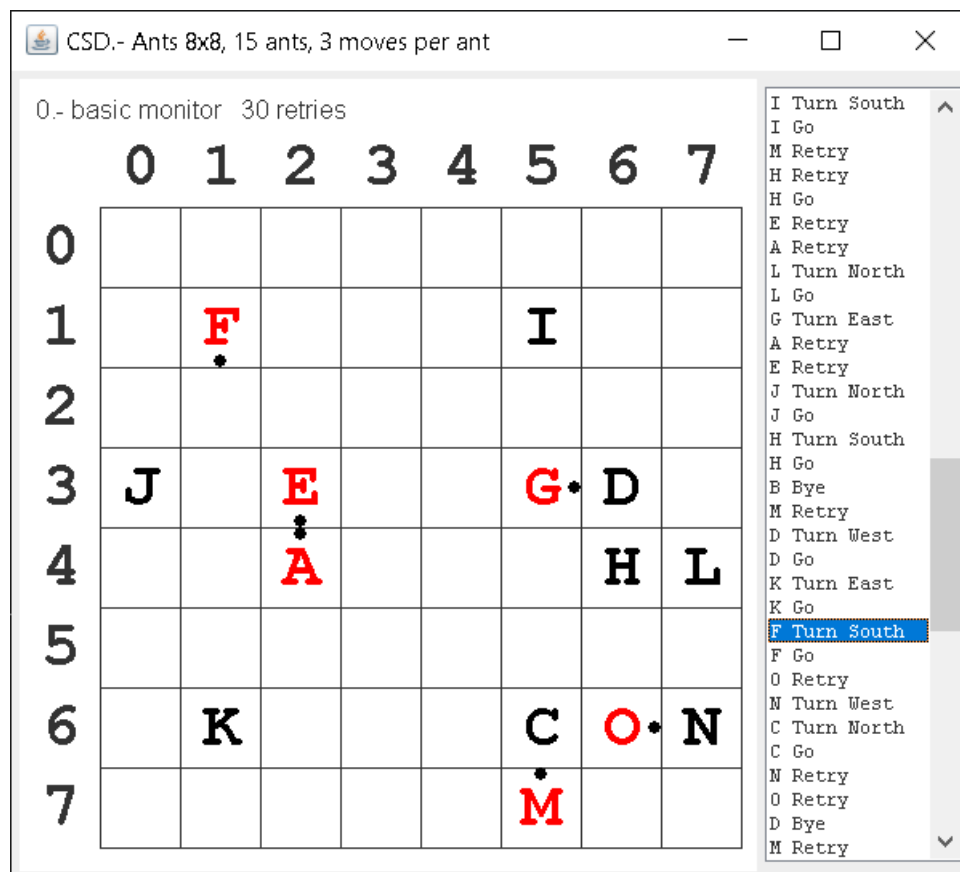 CSD.- Ants 8x8, 15 ants, 3 moves per ant
0.- basic monitor 30 retries
0 1 2 3 4 5 6 7
0
1 F I
2
3 J E G D
4 A H L
5
6 K C O N
7 M
I Turn South
I Go
M Retry
H Retry
H Go
E Retry
A Retry
L Turn North
L Go
G Turn East
A Retry
E Retry
J Turn North
J Go
H Turn South
H Go
B Bye
M Retry
D Turn West
D Go
K Turn East
K Go
F Turn South
F Go
O Retry
N Turn West
C Turn North
C Go
N Retry
O Retry
D Bye
M Retry